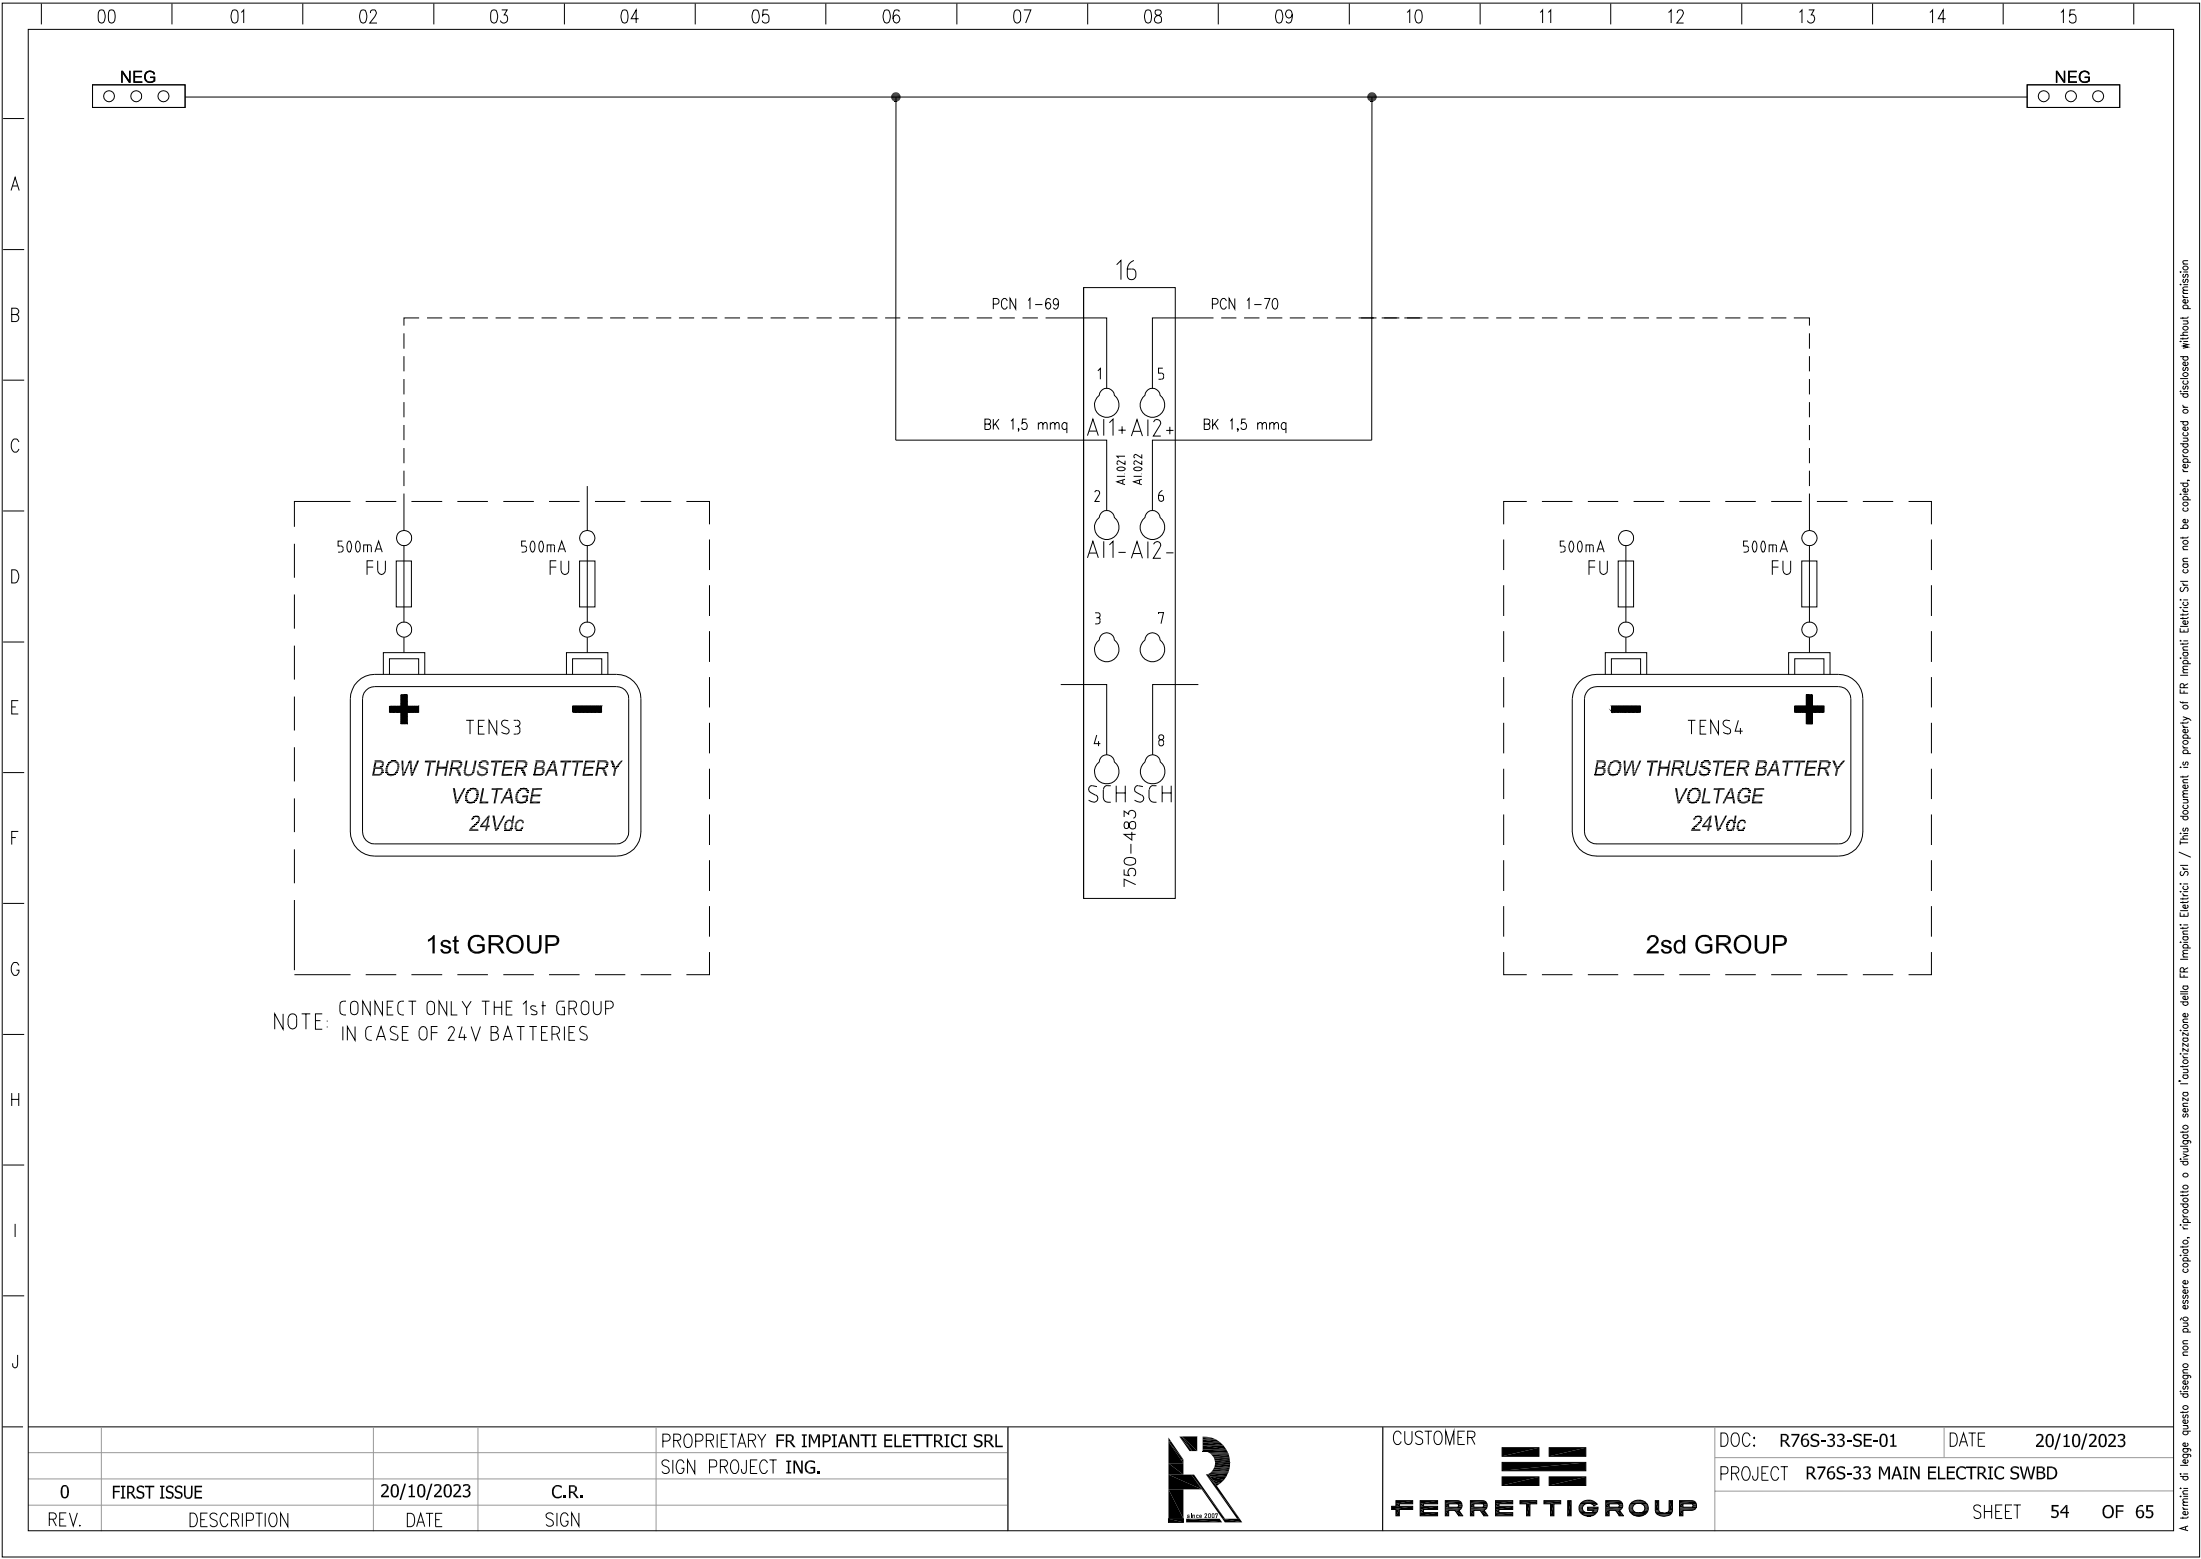 00 01 02 03 04 05 06 07 08 09 10 11 12 13 14 15
NEG
NEG
A
B
C
D
E
F
G
H
I
J
16
PCN 1-69
PCN 1-70
1
5
AI1+ AI2+
BK 1,5 mmq
BK 1,5 mmq
AI.021
AI.022
2
6
AI1- AI2-
3
7
4
8
SCH SCH
750-483
500mA
FU
500mA
FU
TENS3
BOW THRUSTER BATTERY
VOLTAGE
24Vdc
1st GROUP
NOTE: CONNECT ONLY THE 1st GROUP
IN CASE OF 24V BATTERIES
500mA
FU
500mA
FU
TENS4
BOW THRUSTER BATTERY
VOLTAGE
24Vdc
2sd GROUP
A termini di legge questo disegno non può essere copiato, riprodotto o divulgato senza l'autorizzazione della FR Impianti Elettrici Srl / This document is property of FR Impianti Elettrici Srl can not be copied, reproduced or disclosed without permission
0 FIRST ISSUE 20/10/2023 C.R.
REV. DESCRIPTION DATE SIGN
PROPRIETARY FR IMPIANTI ELETTRICI SRL
SIGN PROJECT ING.
R
since 2007
CUSTOMER
FERRETTIGROUP
DOC: R76S-33-SE-01 DATE 20/10/2023
PROJECT R76S-33 MAIN ELECTRIC SWBD
SHEET 54 OF 65